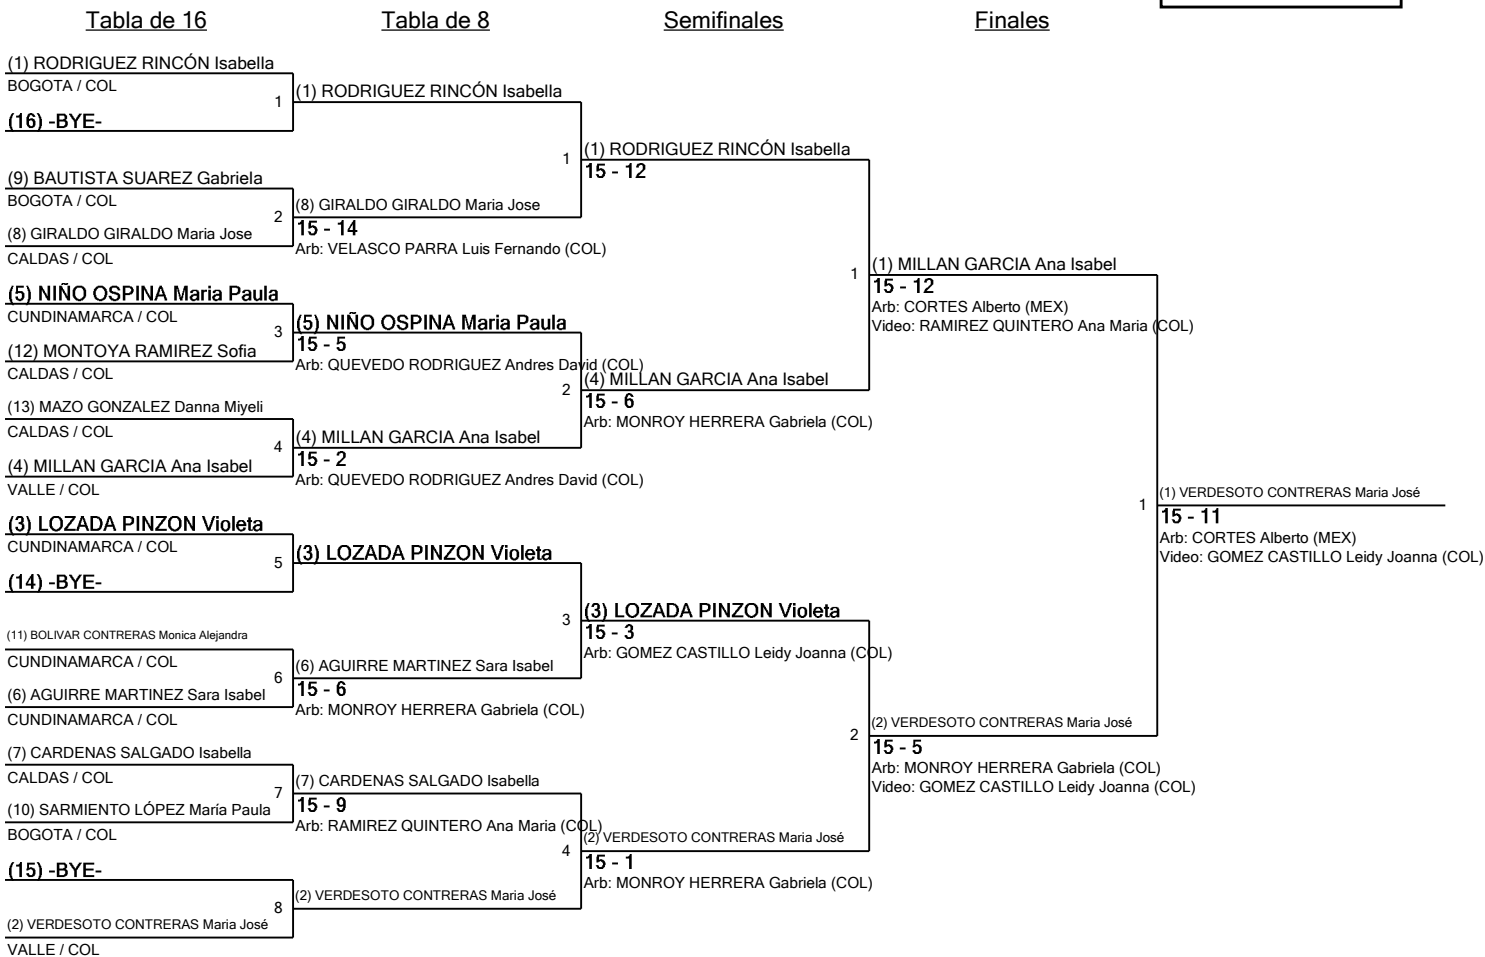 Tabla de 16
Tabla de 8
Semifinales
Finales
(1) RODRIGUEZ RINCÓN Isabella
BOGOTA / COL
1
(16) -BYE-
(9) BAUTISTA SUAREZ Gabriela
BOGOTA / COL
2
(8) GIRALDO GIRALDO Maria Jose
CALDAS / COL
(5) NIÑO OSPINA Maria Paula
CUNDINAMARCA / COL
3
(12) MONTOYA RAMIREZ Sofia
CALDAS / COL
(13) MAZO GONZALEZ Danna Miyeli
CALDAS / COL
4
(4) MILLAN GARCIA Ana Isabel
VALLE / COL
(3) LOZADA PINZON Violeta
CUNDINAMARCA / COL
5
(14) -BYE-
(11) BOLIVAR CONTRERAS Monica Alejandra
CUNDINAMARCA / COL
6
(6) AGUIRRE MARTINEZ Sara Isabel
CUNDINAMARCA / COL
(7) CARDENAS SALGADO Isabella
CALDAS / COL
7
(10) SARMIENTO LÓPEZ María Paula
BOGOTA / COL
(15) -BYE-
8
(2) VERDESOTO CONTRERAS Maria José
VALLE / COL
(1) RODRIGUEZ RINCÓN Isabella
1
(8) GIRALDO GIRALDO Maria Jose
15 - 14
Arb: VELASCO PARRA Luis Fernando (COL)
(5) NIÑO OSPINA Maria Paula
15 - 5
Arb: QUEVEDO RODRIGUEZ Andres David (COL)
2
(4) MILLAN GARCIA Ana Isabel
15 - 2
Arb: QUEVEDO RODRIGUEZ Andres David (COL)
(3) LOZADA PINZON Violeta
3
(6) AGUIRRE MARTINEZ Sara Isabel
15 - 6
Arb: MONROY HERRERA Gabriela (COL)
(7) CARDENAS SALGADO Isabella
15 - 9
Arb: RAMIREZ QUINTERO Ana Maria (COL)
4
(2) VERDESOTO CONTRERAS Maria José
(1) RODRIGUEZ RINCÓN Isabella
15 - 12
1
(4) MILLAN GARCIA Ana Isabel
15 - 6
Arb: MONROY HERRERA Gabriela (COL)
(3) LOZADA PINZON Violeta
15 - 3
Arb: GOMEZ CASTILLO Leidy Joanna (COL)
2
(2) VERDESOTO CONTRERAS Maria José
15 - 1
Arb: MONROY HERRERA Gabriela (COL)
(1) MILLAN GARCIA Ana Isabel
15 - 12
Arb: CORTES Alberto (MEX)
Video: RAMIREZ QUINTERO Ana Maria (COL)
1
(2) VERDESOTO CONTRERAS Maria José
15 - 5
Arb: MONROY HERRERA Gabriela (COL)
Video: GOMEZ CASTILLO Leidy Joanna (COL)
(1) VERDESOTO CONTRERAS Maria José
15 - 11
Arb: CORTES Alberto (MEX)
Video: GOMEZ CASTILLO Leidy Joanna (COL)